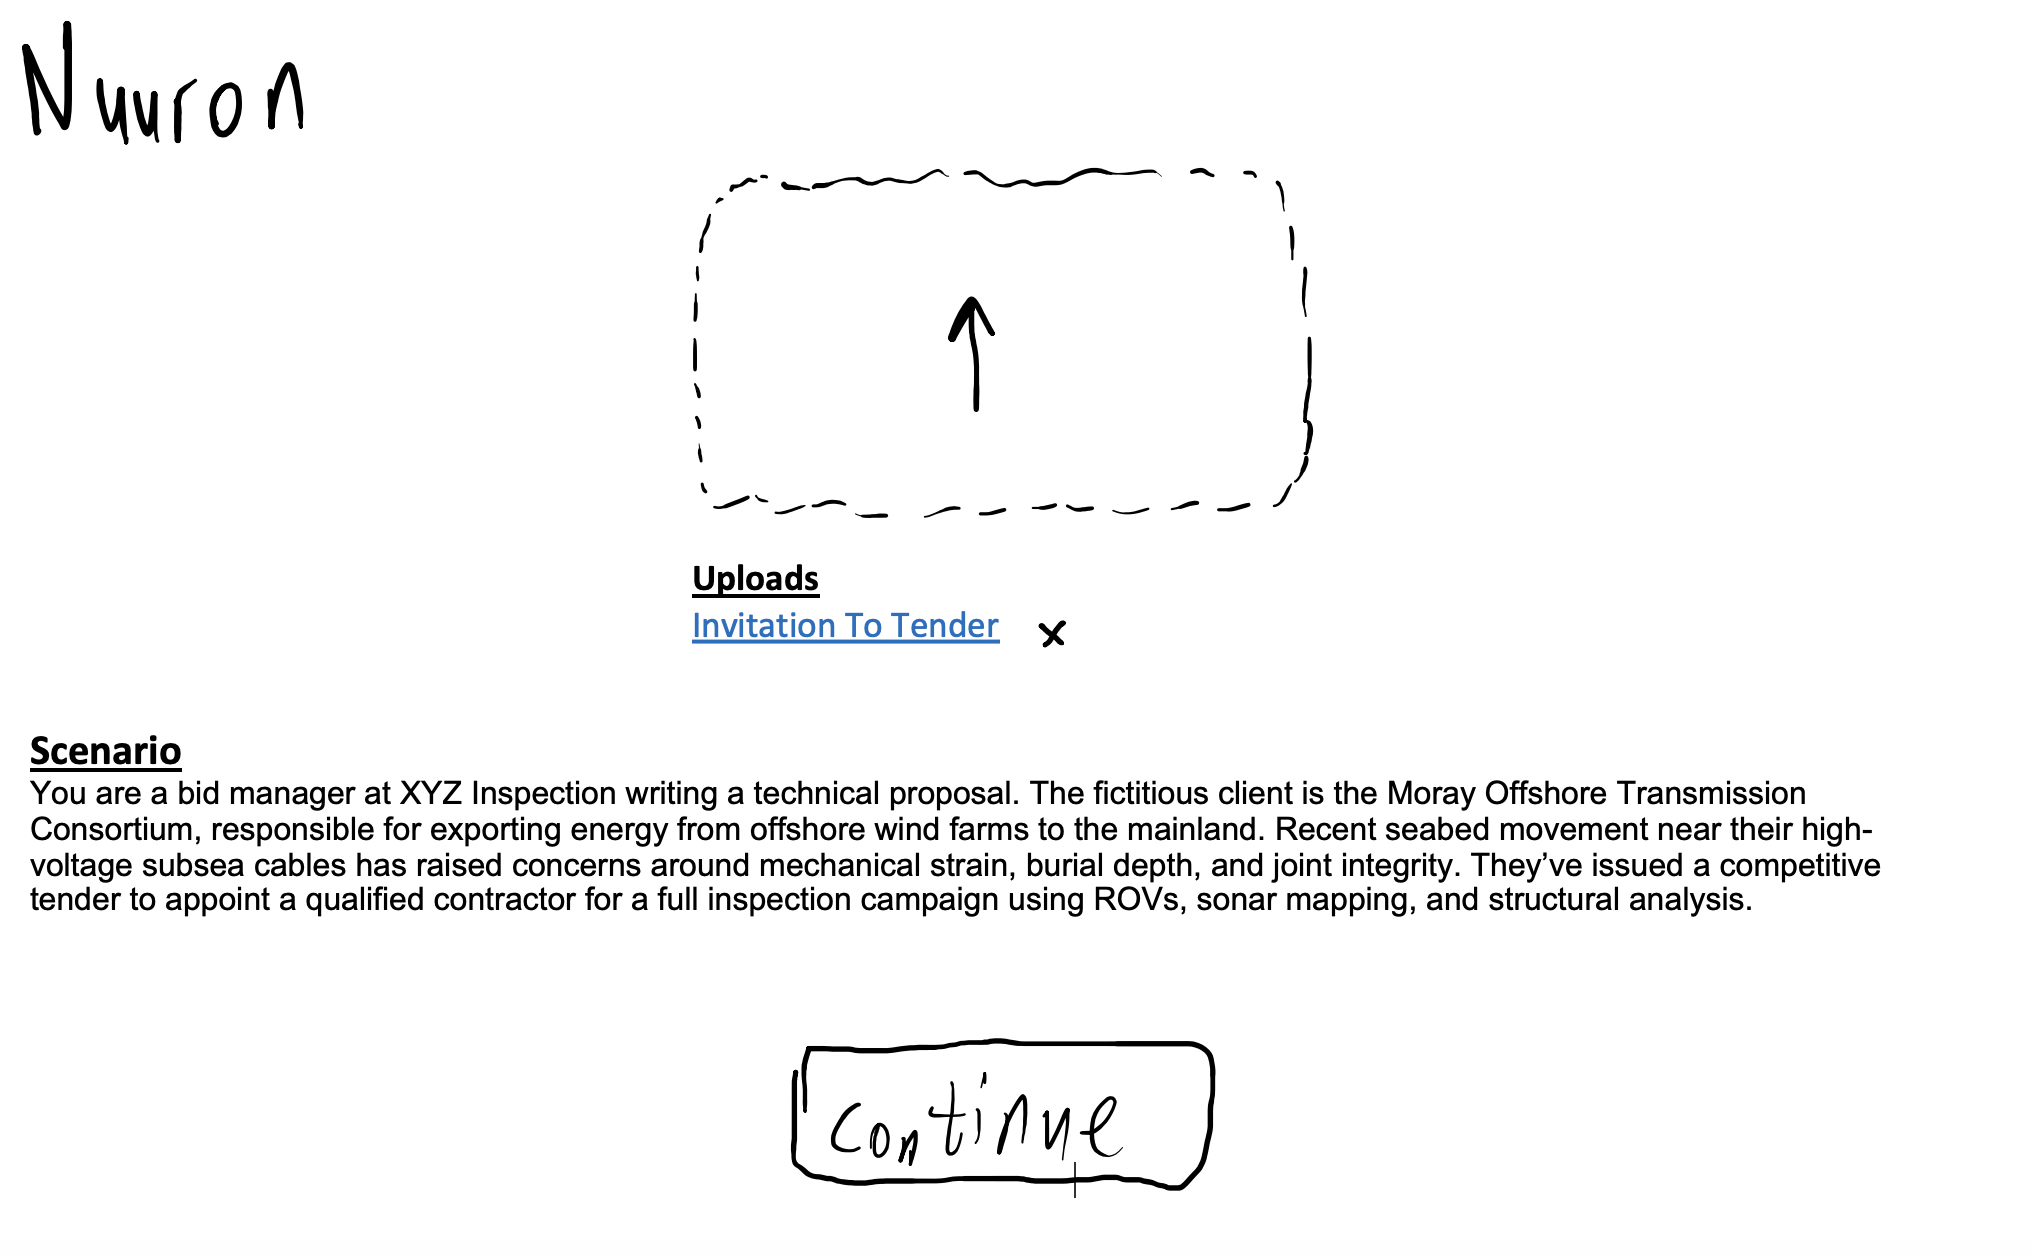 Nuuron
Uploads
Invitation To Tender x
Scenario
You are a bid manager at XYZ Inspection writing a technical proposal. The fictitious client is the Moray Offshore Transmission
Consortium, responsible for exporting energy from offshore wind farms to the mainland. Recent seabed movement near their high-
voltage subsea cables has raised concerns around mechanical strain, burial depth, and joint integrity. They’ve issued a competitive
tender to appoint a qualified contractor for a full inspection campaign using ROVs, sonar mapping, and structural analysis.
Continue